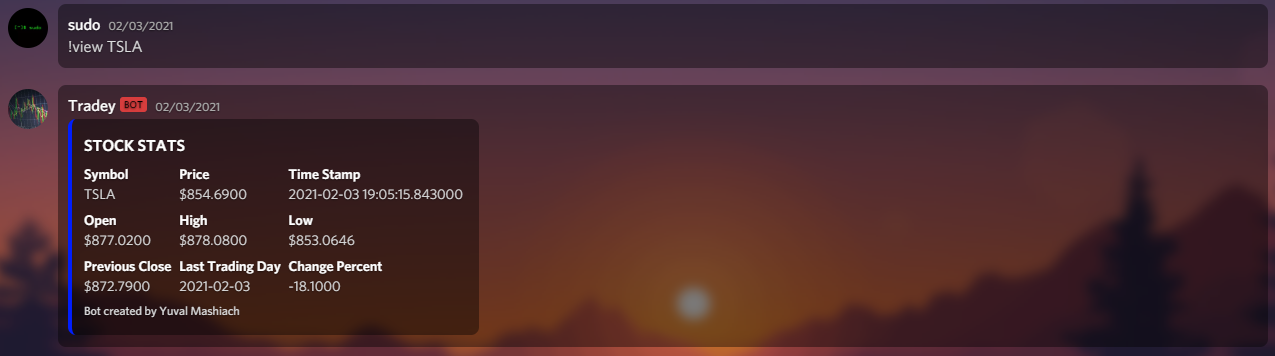 sudo 02/03/2021
!view TSLA
Tradey BOT 02/03/2021
STOCK STATS
Symbol Price Time Stamp
TSLA $854.6900 2021-02-03 19:05:15.843000
Open High Low
$877.0200 $878.0800 $853.0646
Previous Close Last Trading Day Change Percent
$872.7900 2021-02-03 -18.1000
Bot created by Yuval Mashiach